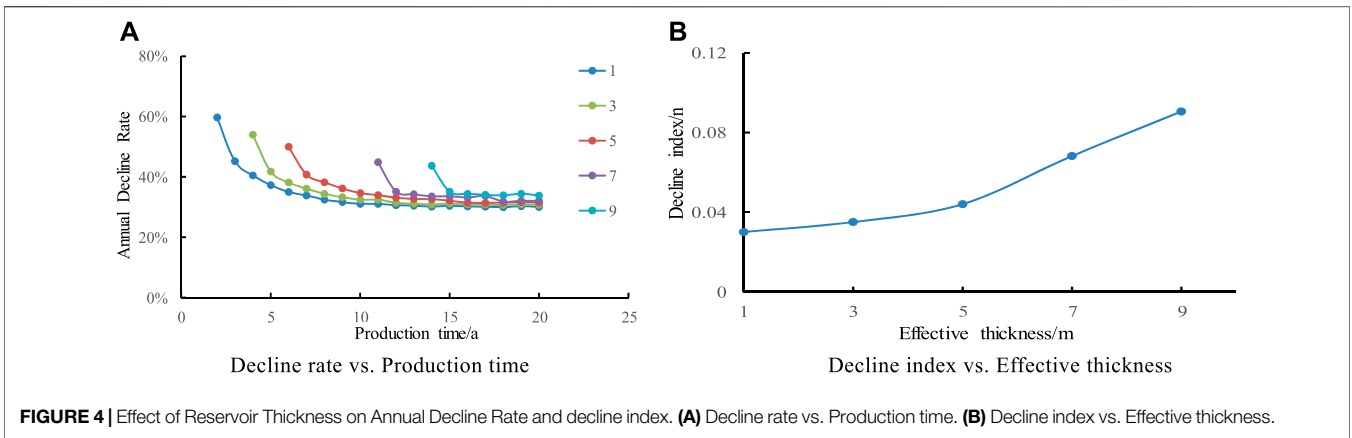 A
80%
60%
40%
20%
0%
Annual Decline Rate
0 5 10 15 20 25
Production time/a
1
3
5
7
9
Decline rate vs. Production time
B
0.12
0.08
0.04
0
Decline index/n
1 3 5 7 9
Effective thickness/m
Decline index vs. Effective thickness
FIGURE 4 | Effect of Reservoir Thickness on Annual Decline Rate and decline index. (A) Decline rate vs. Production time. (B) Decline index vs. Effective thickness.